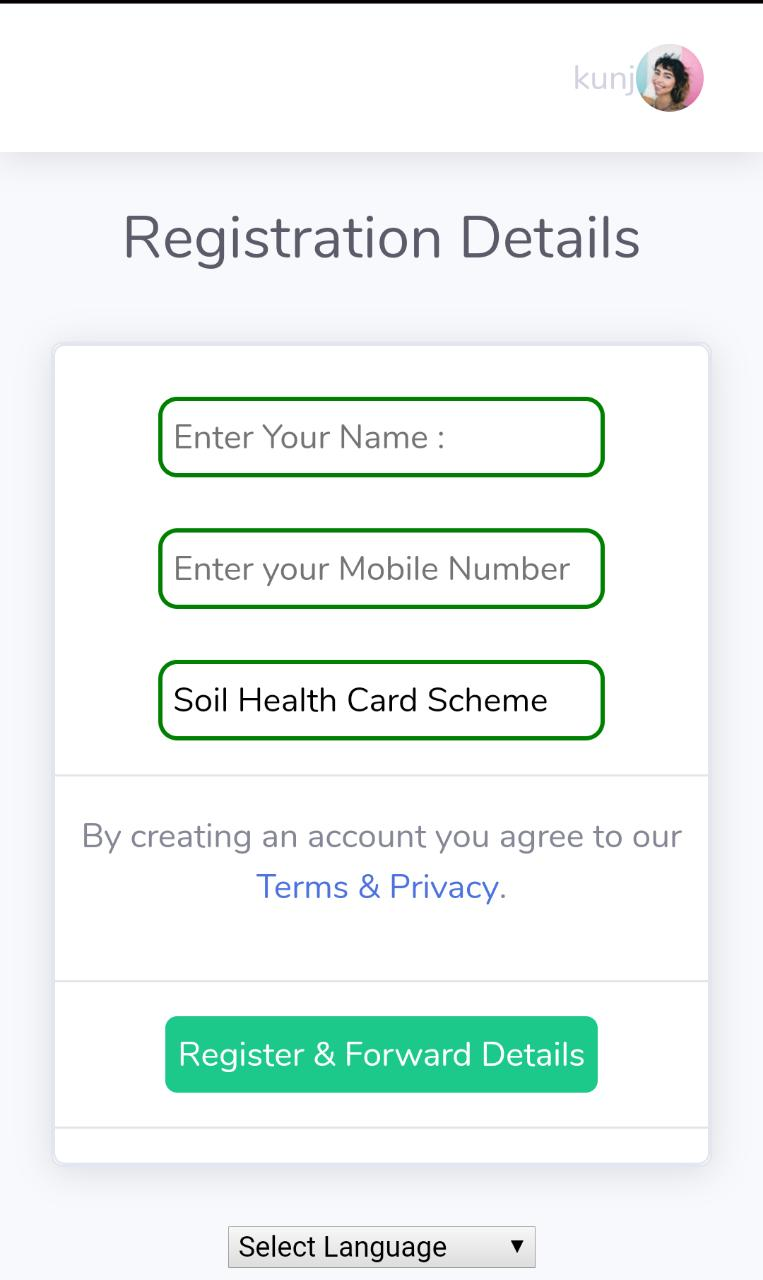 kunj
Registration Details
Enter Your Name :
Enter your Mobile Number
Soil Health Card Scheme
By creating an account you agree to our
Terms & Privacy.
Register & Forward Details
Select Language